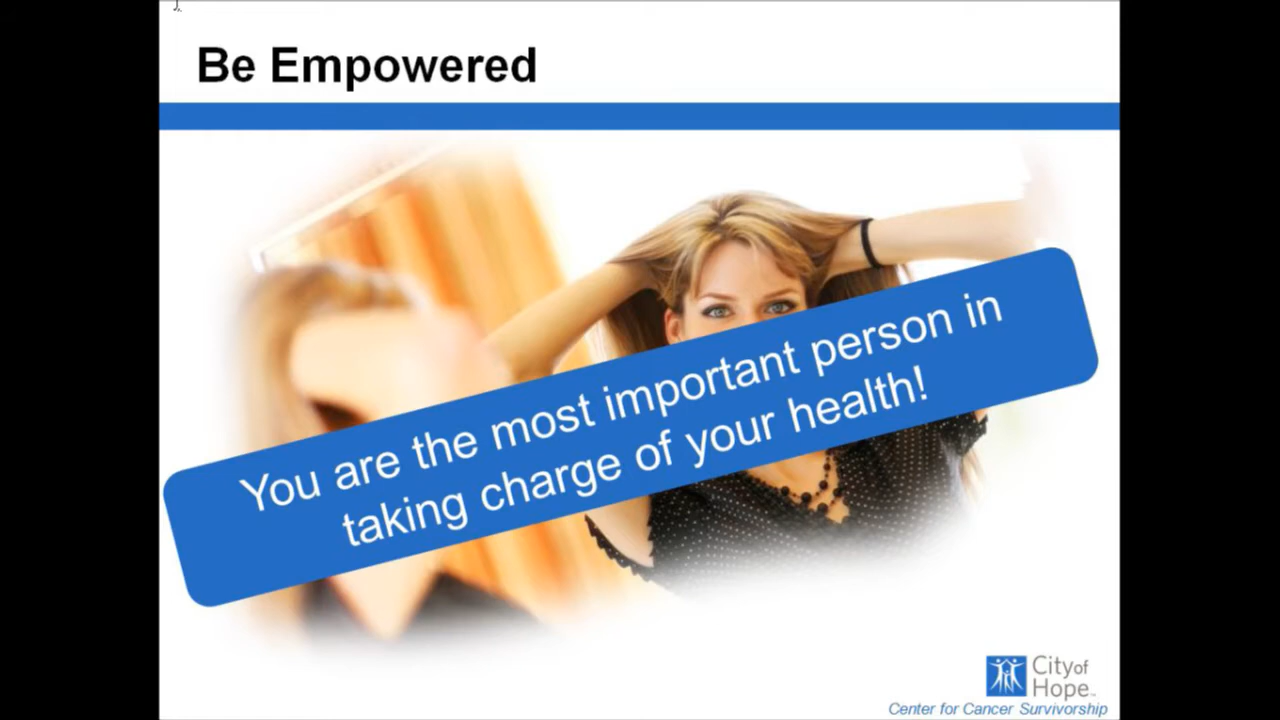 Be Empowered
You are the most important person in
taking charge of your health!
City of
Hope™
Center for Cancer Survivorship